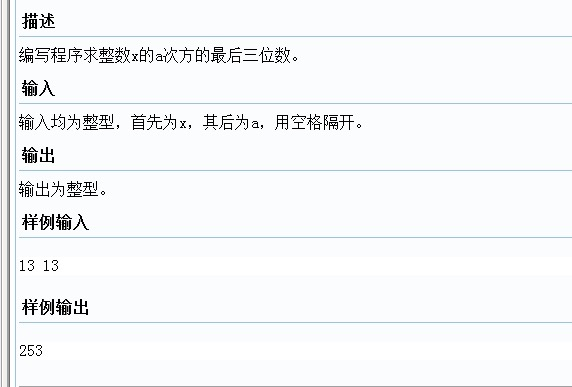 描述
编写程序求整数x的a次方的最后三位数。
输入
输入均为整型，首先为x，其后为a，用空格隔开。
输出
输出为整型。
样例输入
13 13
样例输出
253